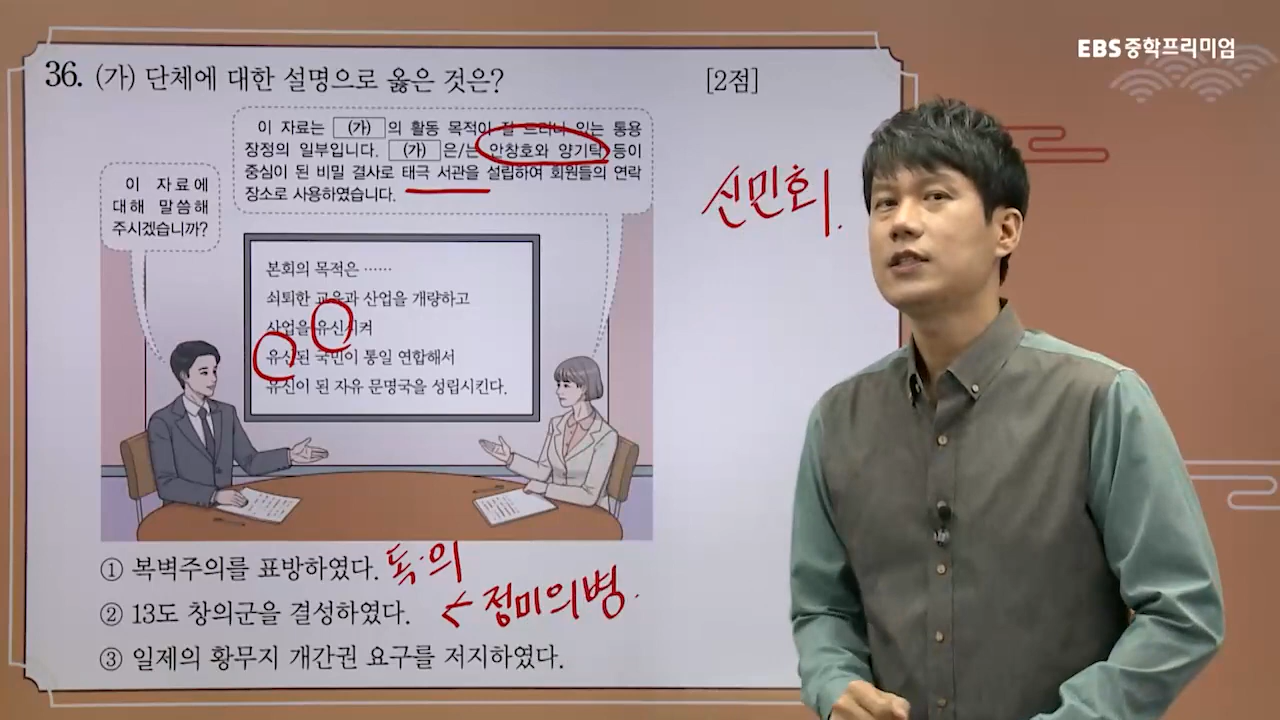 EBS 중학프리미엄
36. (가) 단체에 대한 설명으로 옳은 것은? [2점]
이 자료는 (가) 의 활동 목적이 잘 드러나 있는 통용
장정의 일부입니다. (가) 은/는 안창호와 양기탁 등이
중심이 된 비밀 결사로 태극 서관을 설립하여 회원들의 연락
장소로 사용하였습니다.
신민회.
이 자료에
대해 말씀해
주시겠습니까?
본회의 목적은 ……
쇠퇴한 교육과 산업을 개량하고
사업을 유신시켜
유신된 국민이 통일 연합해서
유신이 된 자유 문명국을 성립시킨다.
① 복벽주의를 표방하였다. 독·의
② 13도 창의군을 결성하였다. ← 정미의병.
③ 일제의 황무지 개간권 요구를 저지하였다.